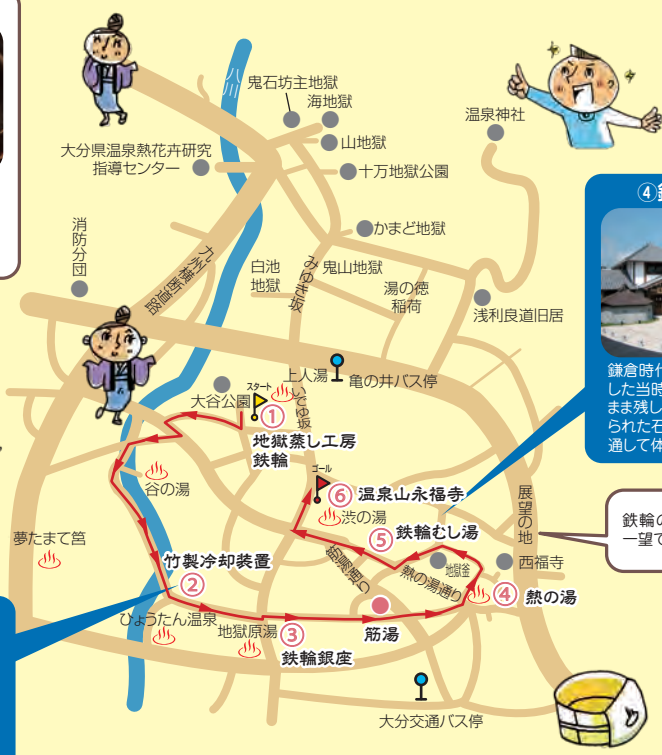 八川
鬼石坊主地獄
海地獄
山地獄
十万地獄公園
温泉神社
大分県温泉熱花卉研究
指導センター
消防分団
九州横断道路
かまど地獄
みゆき坂
白池
地獄
鬼山地獄
湯の徳
稲荷
浅利良道旧居
④
鎌倉時代
した当時
まま残し
られた石
通して体
上人湯
亀の井バス停
大谷公園
スタート
①
いでゆ坂
地獄蒸し工房
鉄輪
ゴール
⑥ 温泉山永福寺
谷の湯
渋の湯
⑤ 鉄輪むし湯
展望の地
鉄輪の
一望で
夢たまて筥
筋湯通り
地獄釜
熱の湯通り
西福寺
竹製冷却装置
②
④ 熱の湯
ひょうたん温泉
地獄原湯
③
筋湯
鉄輪銀座
大分交通バス停